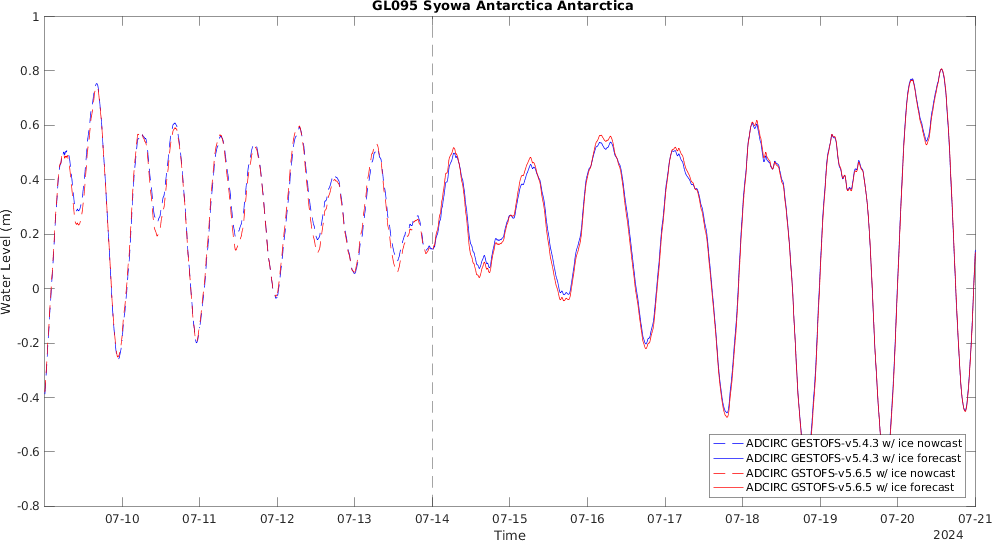 GL095 Syowa Antarctica Antarctica
Water Level (m)
1
0.8
0.6
0.4
0.2
0
-0.2
-0.4
-0.6
-0.8
ADCIRC GESTOFS-v5.4.3 w/ ice nowcast
ADCIRC GESTOFS-v5.4.3 w/ ice forecast
ADCIRC GSTOFS-v5.6.5 w/ ice nowcast
ADCIRC GSTOFS-v5.6.5 w/ ice forecast
07-10 07-11 07-12 07-13 07-14 07-15 07-16 07-17 07-18 07-19 07-20 07-21
Time
2024